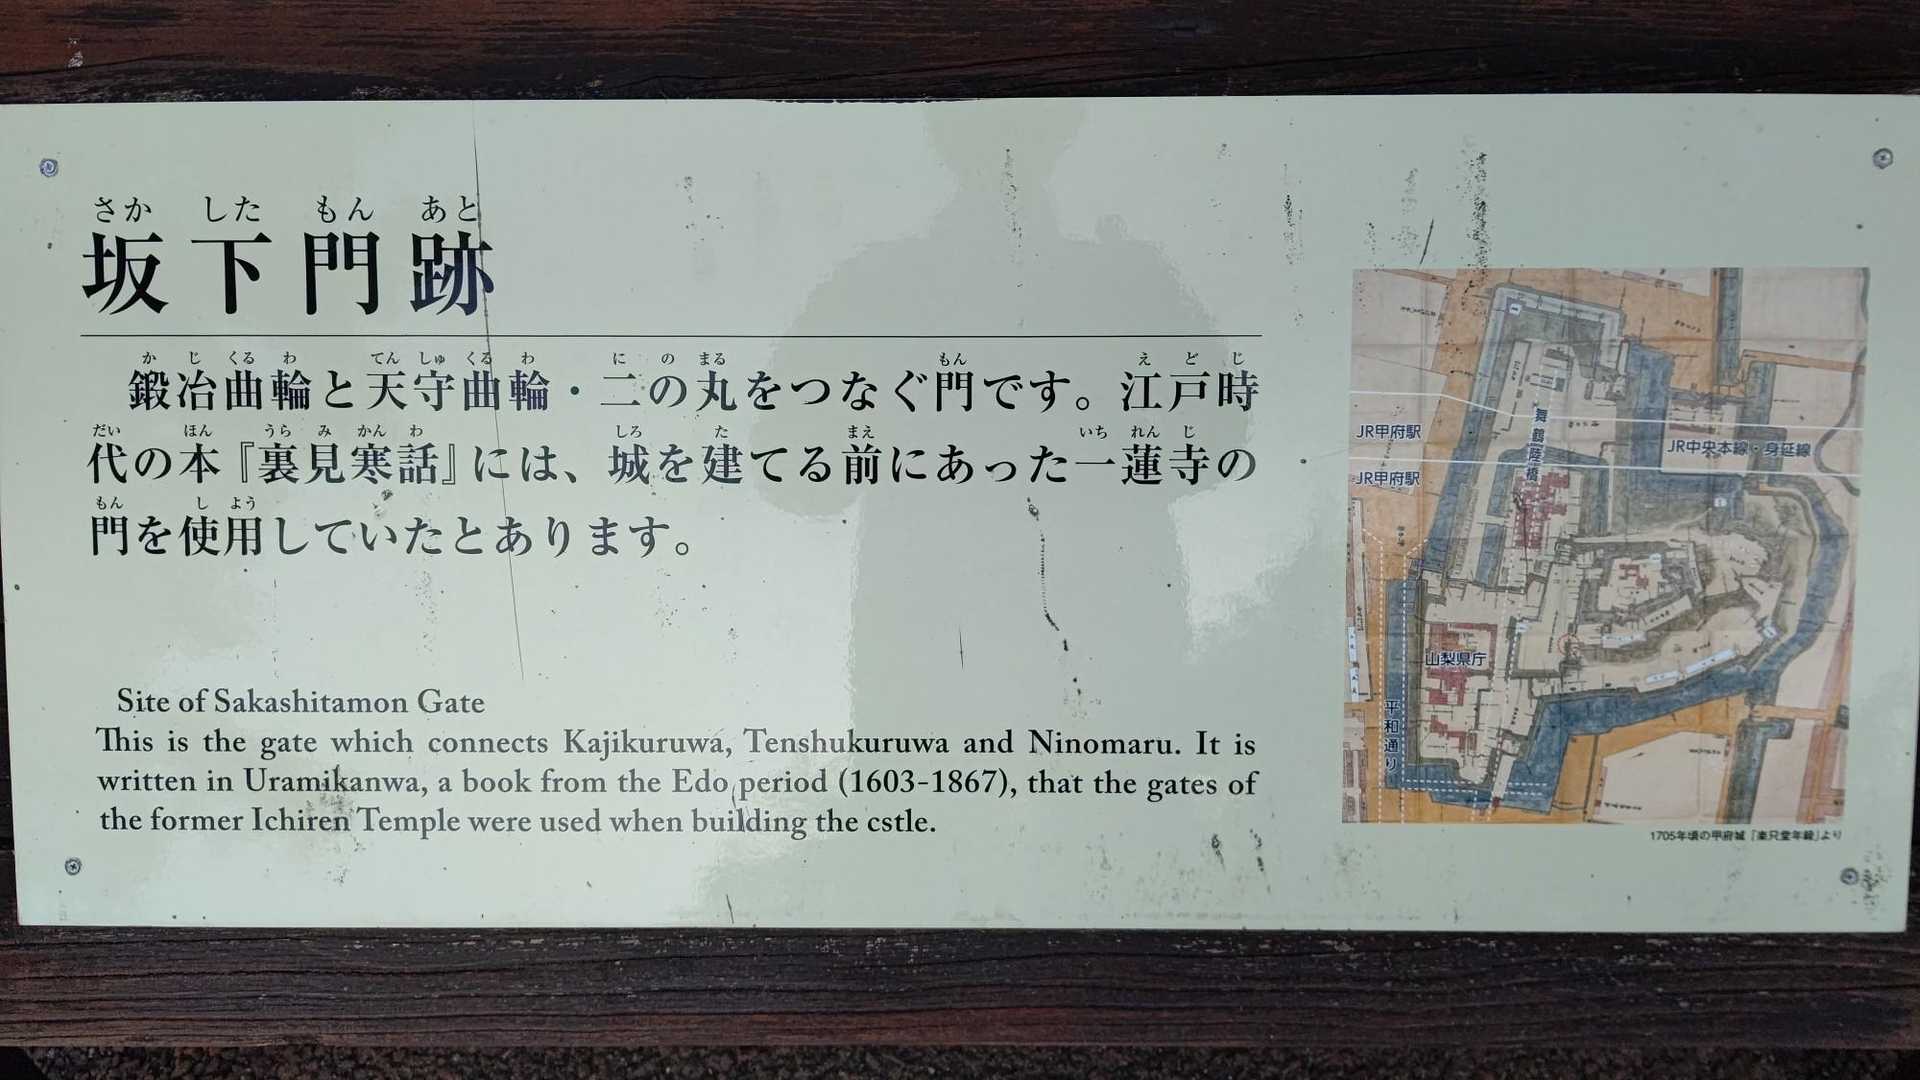 さか した もん あと
坂下門跡
か じ くる わ てん しゅ くる わ に の まる もん え ど じ
鍛冶曲輪と天守曲輪・二の丸をつなぐ門です。江戸時
だい ほん うら み かん わ しろ た まえ いち れん じ
代の本『裏見寒話』には、城を建てる前にあった一蓮寺の
もん し よう
門を使用していたとあります。
Site of Sakashitamon Gate
This is the gate which connects Kajikuruwa, Tenshukuruwa and Ninomaru. It is
written in Uramikanwa, a book from the Edo period (1603-1867), that the gates of
the former Ichiren Temple were used when building the cstle.
舞鶴陸橋
JR甲府駅
JR中央本線・身延線
JR甲府駅
山梨県庁
平和通り
1705年頃の甲府城「楽只堂年録」より